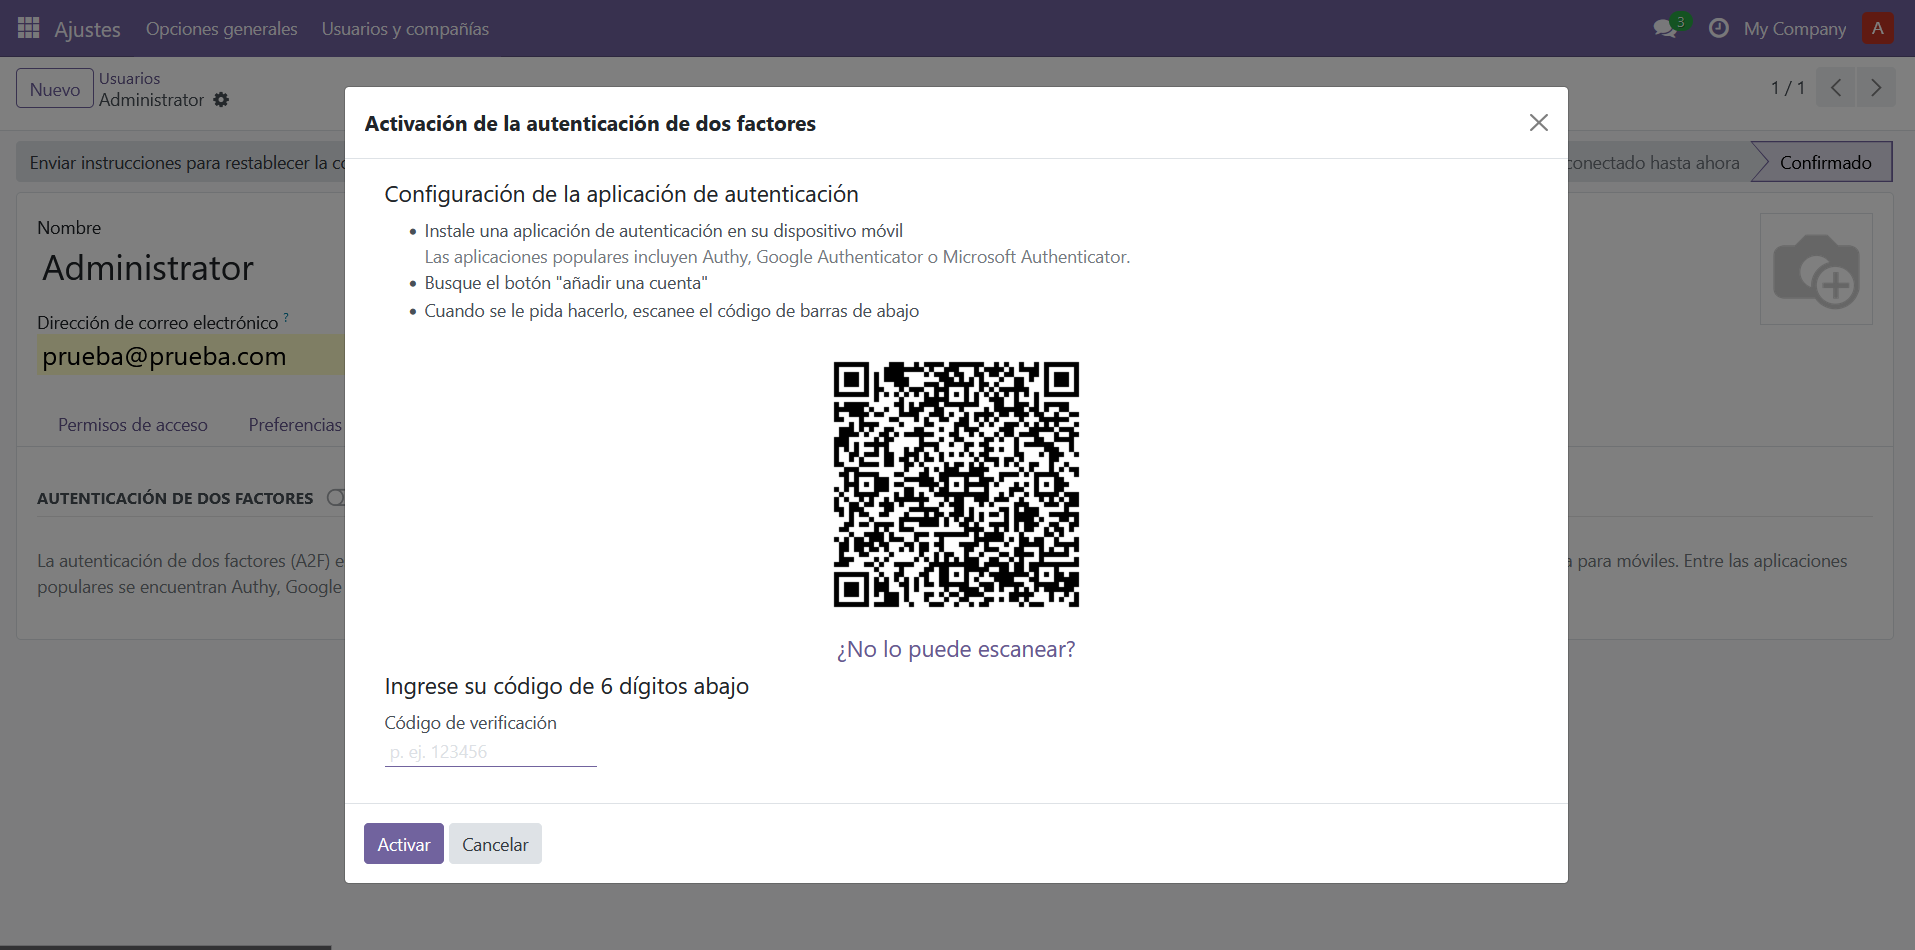 Ajustes Opciones generales Usuarios y compañías 3 My Company A
Nuevo Usuarios
Administrator
1 / 1
Activación de la autenticación de dos factores
Enviar instrucciones para restablecer la
conectado hasta ahora Confirmado
Configuración de la aplicación de autenticación
• Instale una aplicación de autenticación en su dispositivo móvil
Las aplicaciones populares incluyen Authy, Google Authenticator o Microsoft Authenticator.
• Busque el botón "añadir una cuenta"
• Cuando se le pida hacerlo, escanee el código de barras de abajo
Nombre
Administrator
Dirección de correo electrónico ?
prueba@prueba.com
Permisos de acceso Preferencias
AUTENTICACIÓN DE DOS FACTORES
La autenticación de dos factores (A2F) e
a para móviles. Entre las aplicaciones
populares se encuentran Authy, Google
¿No lo puede escanear?
Ingrese su código de 6 dígitos abajo
Código de verificación
p. ej. 123456
Activar Cancelar